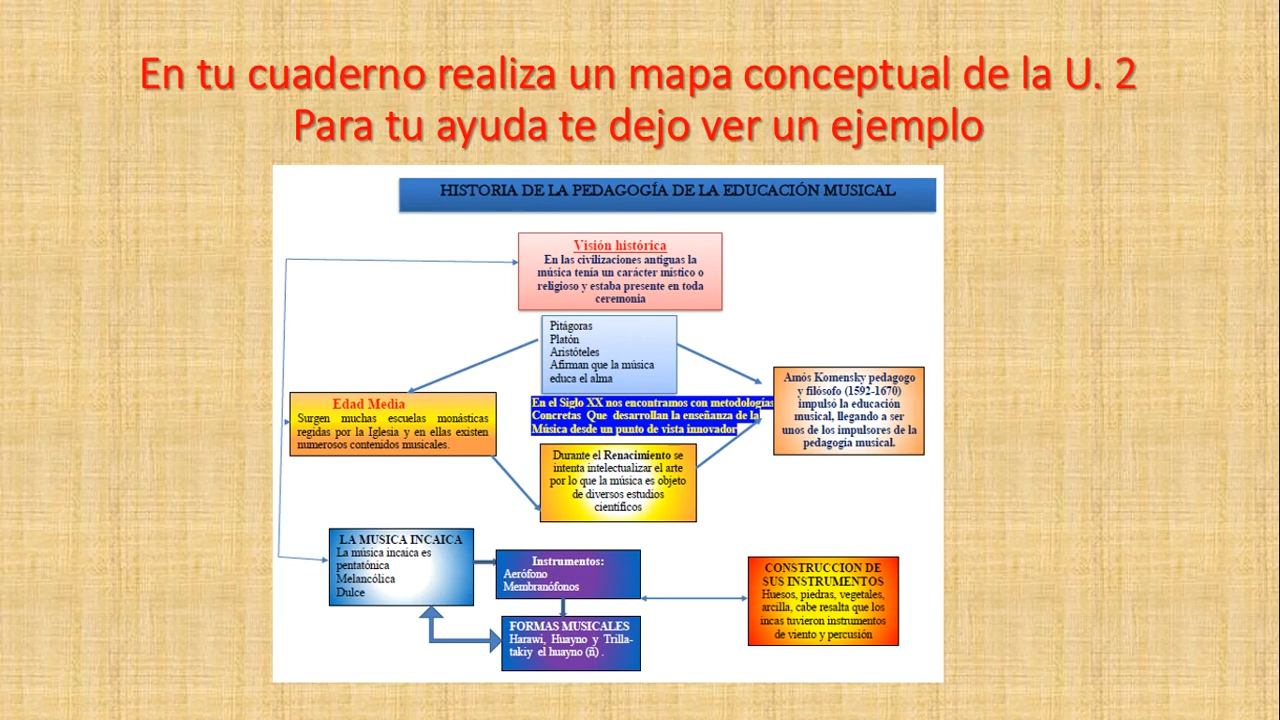 En tu cuaderno realiza un mapa conceptual de la U. 2
Para tu ayuda te dejo ver un ejemplo
HISTORIA DE LA PEDAGOGÍA DE LA EDUCACIÓN MUSICAL
Visión histórica
En las civilizaciones antiguas la
música tenía un carácter místico o
religioso y estaba presente en toda
ceremonia
Pitágoras
Platón
Aristóteles
Afirman que la música
educa el alma
Edad Media
Surgen muchas escuelas monásticas
regidas por la Iglesia y en ellas existen
numerosos contenidos musicales.
En el Siglo XX nos encontramos con metodologías
Concretas Que desarrollan la enseñanza de la
Música desde un punto de vista innovador
Amós Komensky pedagogo
y filósofo (1592-1670)
impulsó la educación
musical, llegando a ser
unos de los impulsores de la
pedagogía musical.
Durante el Renacimiento se
intenta intelectualizar el arte
por lo que la música es objeto
de diversos estudios
científicos
LA MUSICA INCAICA
La música incaica es
pentatónica
Melancólica
Dulce
Instrumentos:
Aerófono
Membranófonos
FORMAS MUSICALES
Harawi, Huayno y Trilla-
takiy el huayno (ñ) .
CONSTRUCCION DE
SUS INSTRUMENTOS
Huesos, piedras, vegetales,
arcilla, cabe resalta que los
incas tuvieron instrumentos
de viento y percusión